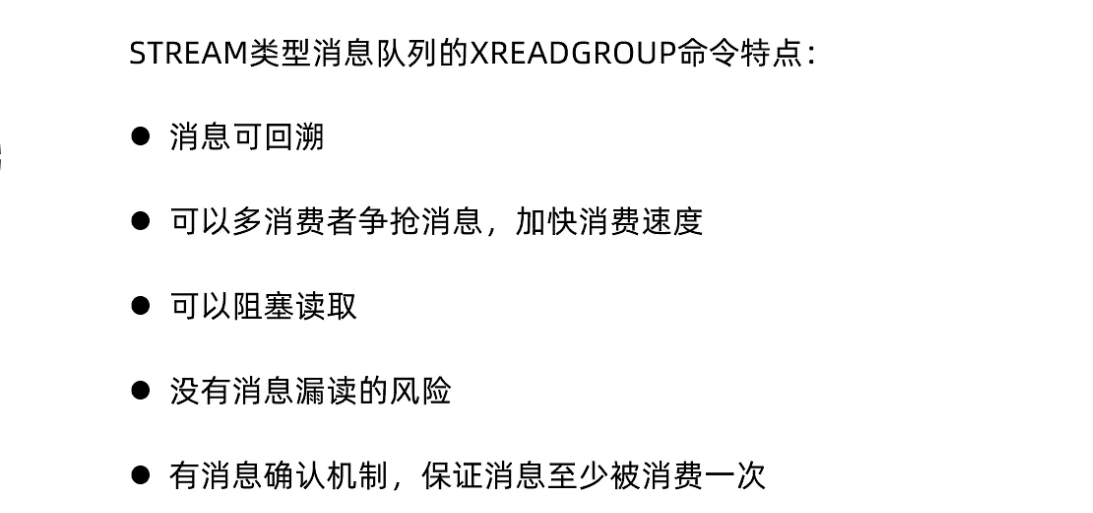 STREAM类型消息队列的XREADGROUP命令特点：
● 消息可回溯
● 可以多消费者争抢消息，加快消费速度
● 可以阻塞读取
● 没有消息漏读的风险
● 有消息确认机制，保证消息至少被消费一次